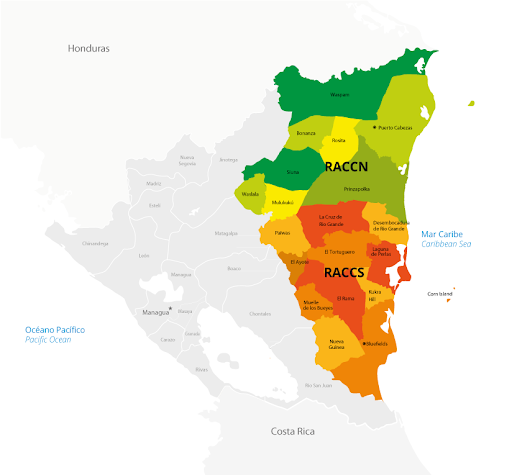 Honduras
Waspam
Bonanza
Rosita
Puerto Cabezas
Siuna
RACCN
Prinzapolka
Waslala
Mulukukú
Nueva
Segovia
Jinotega
Madriz
Estelí
Chinandega
León
Matagalpa
Managua
Boaco
Managua
Masaya
Granada
Carazo
Rivas
Chontales
Río San Juan
La Cruz de
Río Grande
Desembocadura
de Río Grande
Paiwas
El Tortuguero
Laguna
de Perlas
El Ayote
RACCS
Kukra
Hill
Muelle
de los Bueyes
El Rama
Nueva
Guinea
Bluefields
Mar Caribe
Caribbean Sea
Corn Island
Océano Pacífico
Pacific Ocean
Costa Rica